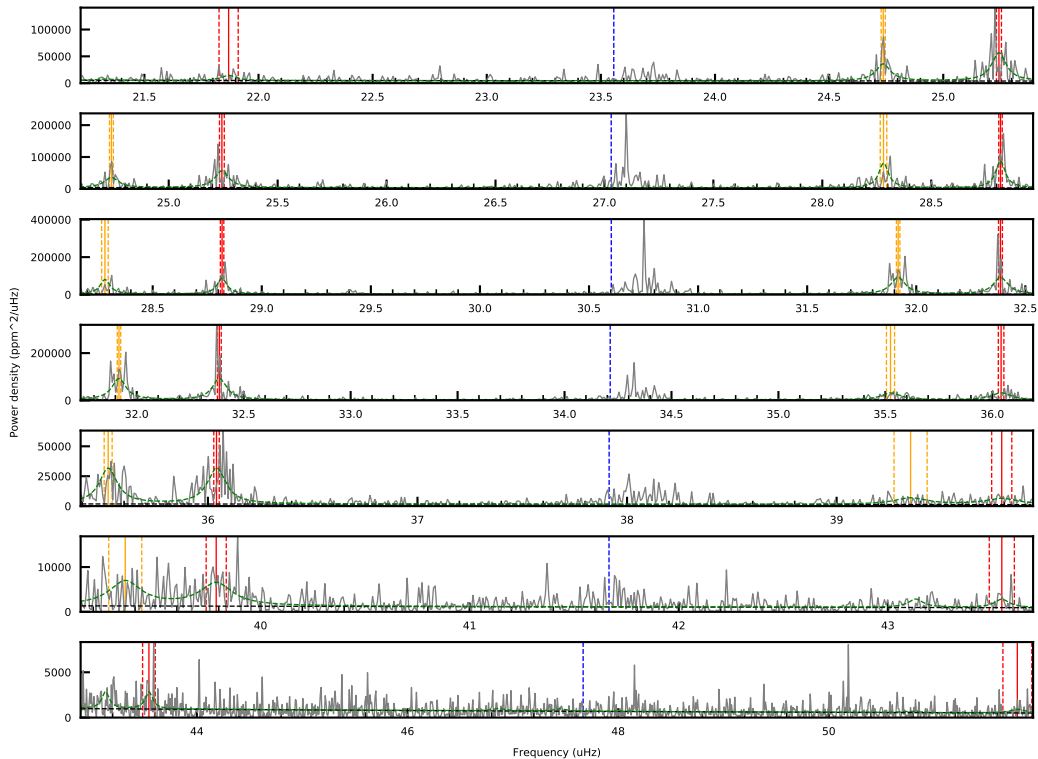 100000
50000
0
21.5 22.0 22.5 23.0 23.5 24.0 24.5 25.0
200000
100000
0
25.0 25.5 26.0 26.5 27.0 27.5 28.0 28.5
400000
200000
0
28.5 29.0 29.5 30.0 30.5 31.0 31.5 32.0 32.5
Power density (ppm^2/uHz)
200000
0
32.0 32.5 33.0 33.5 34.0 34.5 35.0 35.5 36.0
50000
25000
0
36 37 38 39
10000
0
40 41 42 43
5000
0
44 46 48 50
Frequency (uHz)